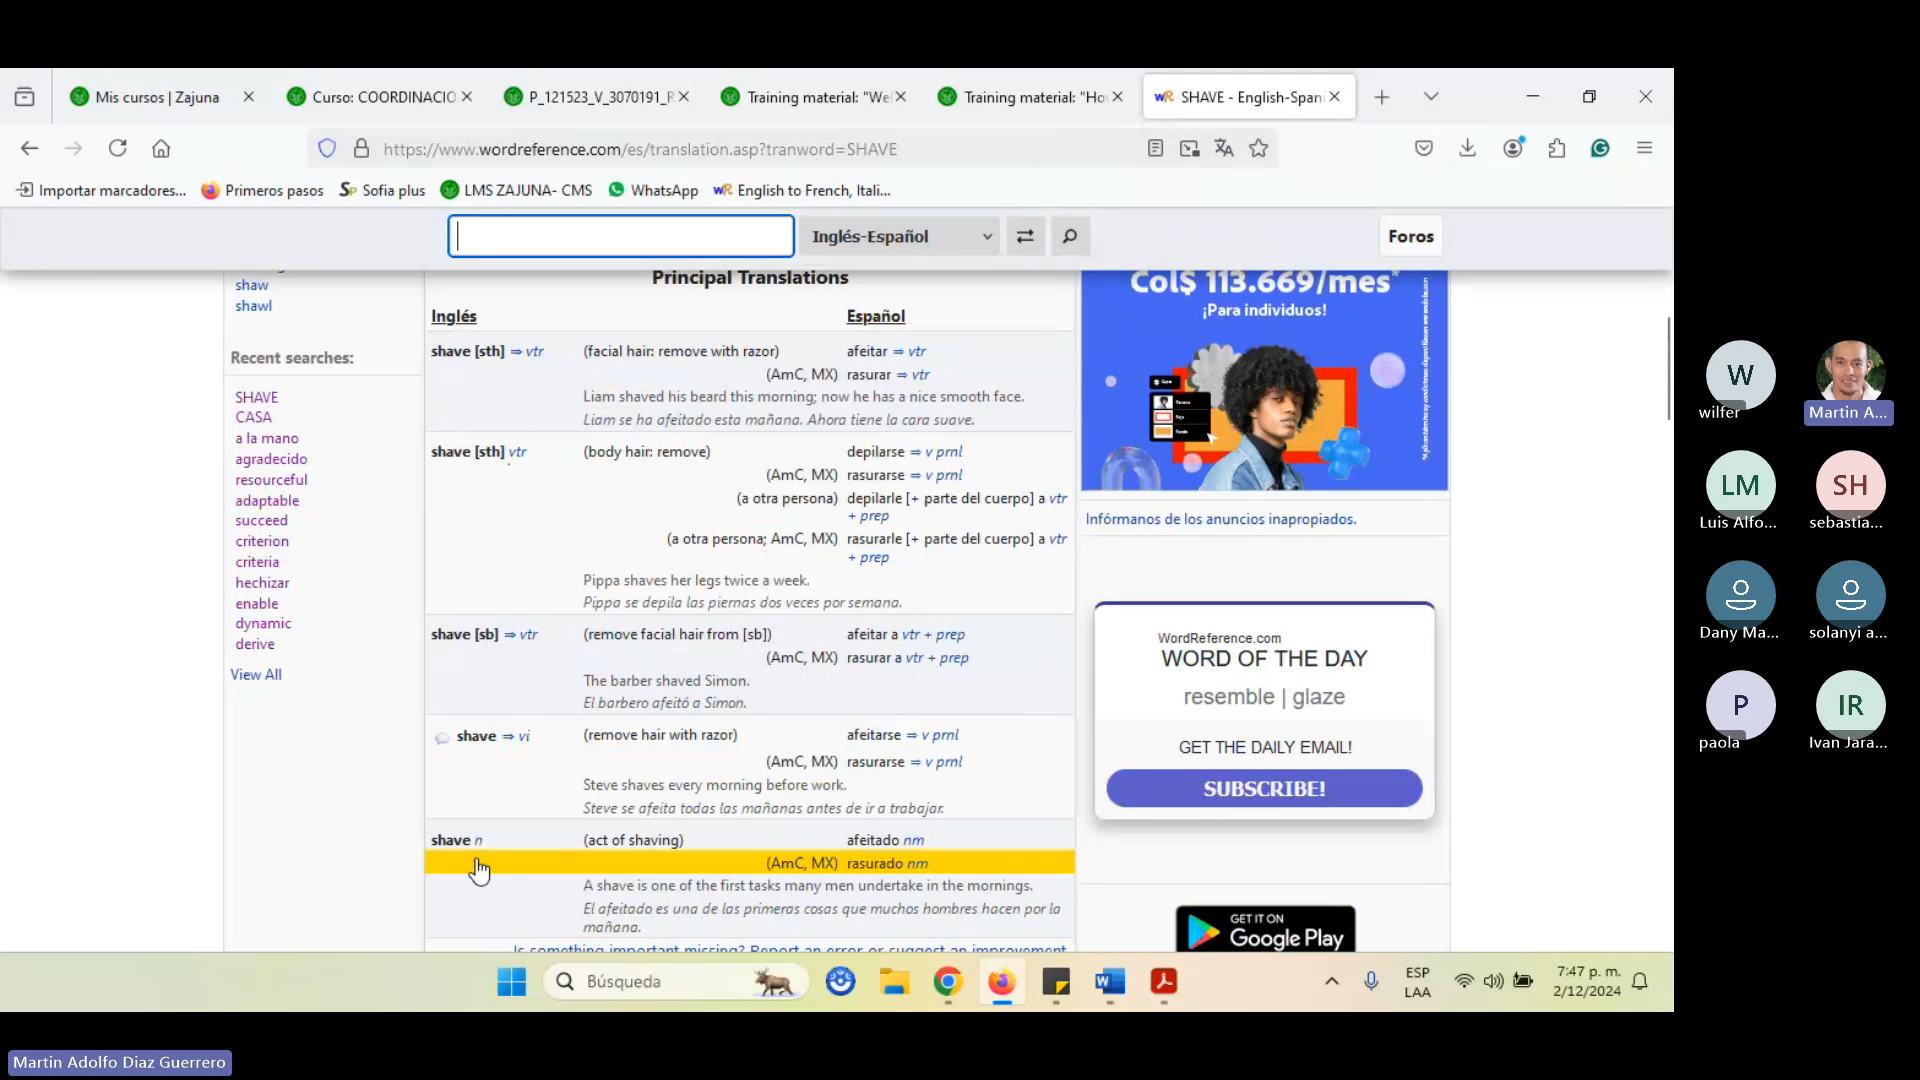 Mis cursos | Zajuna
Curso: COORDINACIO
P_121523_V_3070191_R
Training material: "We
Training material: "Ho
SHAVE - English-Span
https://www.wordreference.com/es/translation.asp?tranword=SHAVE
Importar marcadores...
Primeros pasos
Sofia plus
LMS ZAJUNA- CMS
WhatsApp
English to French, Itali...
Inglés-Español
Foros
shaw
shawl
Recent searches:
SHAVE
CASA
a la mano
agradecido
resourceful
adaptable
succeed
criterion
criteria
hechizar
enable
dynamic
derive
View All
Principal Translations
Inglés Español
shave [sth] ⇒ vtr (facial hair: remove with razor) afeitar ⇒ vtr
(AmC, MX) rasurar ⇒ vtr
Liam shaved his beard this morning; now he has a nice smooth face.
Liam se ha afeitado esta mañana. Ahora tiene la cara suave.
shave [sth] vtr (body hair: remove) depilarse ⇒ v prnl
(AmC, MX) rasurarse ⇒ v prnl
(a otra persona) depilarle [+ parte del cuerpo] a vtr
+ prep
(a otra persona; AmC, MX) rasurarle [+ parte del cuerpo] a vtr
+ prep
Pippa shaves her legs twice a week.
Pippa se depila las piernas dos veces por semana.
shave [sb] ⇒ vtr (remove facial hair from [sb]) afeitar a vtr + prep
(AmC, MX) rasurar a vtr + prep
The barber shaved Simon.
El barbero afeitó a Simon.
shave ⇒ vi (remove hair with razor) afeitarse ⇒ v prnl
(AmC, MX) rasurarse ⇒ v prnl
Steve shaves every morning before work.
Steve se afeita todas las mañanas antes de ir a trabajar.
shave n (act of shaving) afeitado nm
(AmC, MX) rasurado nm
A shave is one of the first tasks many men undertake in the mornings.
El afeitado es una de las primeras cosas que muchos hombres hacen por la
mañana.
Is something important missing? Report an error or suggest an improvement
Col$ 113.669/mes*
¡Para individuos!
Infórmanos de los anuncios inapropiados.
WordReference.com
WORD OF THE DAY
resemble | glaze
GET THE DAILY EMAIL!
SUBSCRIBE!
GET IT ON
Google Play
Búsqueda
ESP
LAA
7:47 p. m.
2/12/2024
W
wilfer
Martin A...
LM
Luis Alfo...
SH
sebastia...
Dany Ma...
solanyi a...
P
paola
IR
Ivan Jara...
Martin Adolfo Diaz Guerrero